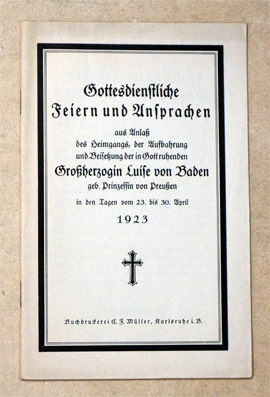 Gottesdienstliche
Feiern und Ansprachen
aus Anlaß
des Heimgangs, der Aufbahrung
und Beisetzung der in Gott ruhenden
Großherzogin Luise von Baden
geb. Prinzessin von Preußen
in den Tagen vom 23. bis 30. April
1923
Buchdruckerei C. F. Müller, Karlsruhe i. B.